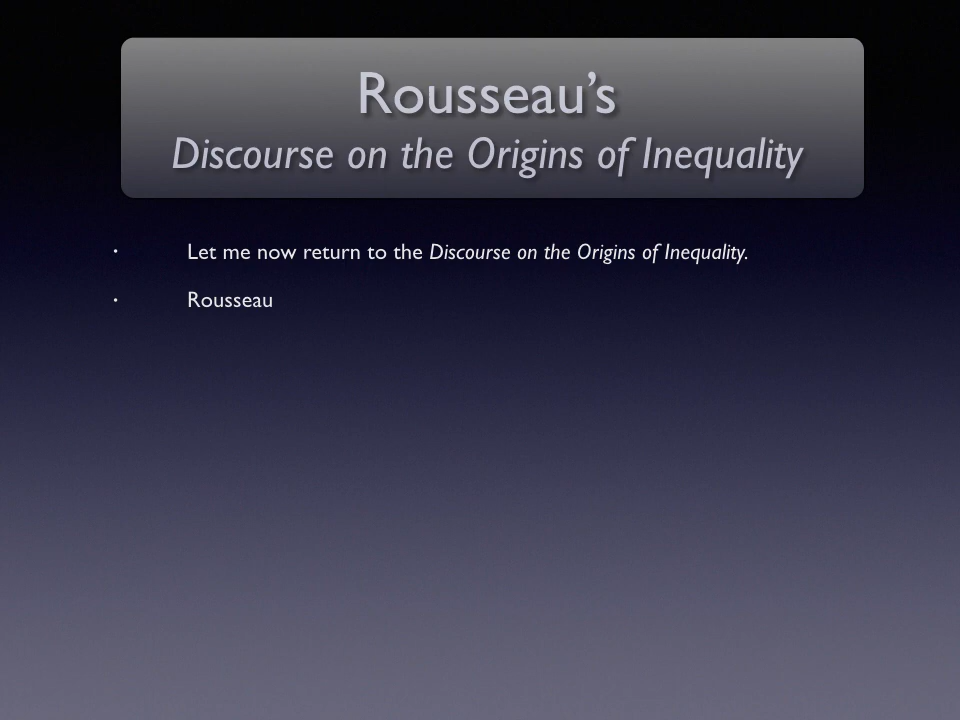 Rousseau’s
Discourse on the Origins of Inequality
• Let me now return to the Discourse on the Origins of Inequality.
• Rousseau